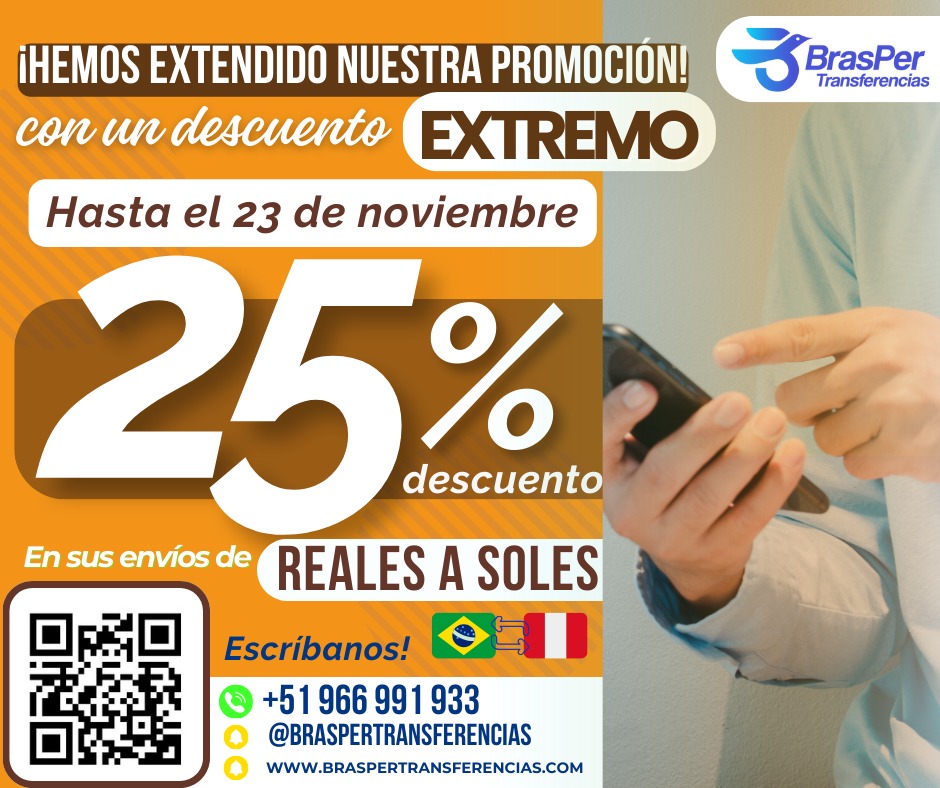 ¡HEMOS EXTENDIDO NUESTRA PROMOCIÓN!
BrasPer
Transferencias
con un descuento EXTREMO
Hasta el 23 de noviembre
25%
descuento
En sus envíos de REALES A SOLES
Escríbanos!
+51 966 991 933
@BRASPERTRANSFERENCIAS
WWW.BRASPERTRANSFERENCIAS.COM